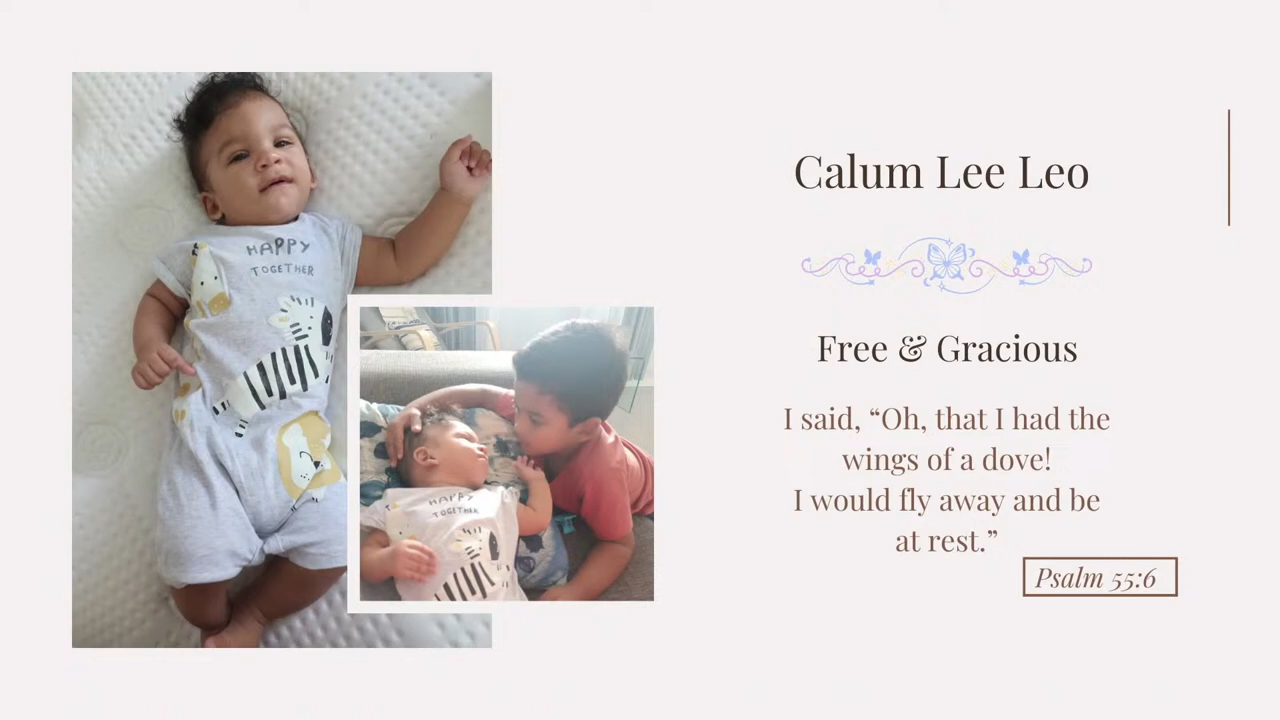 HAPPY
TOGETHER
HAPPY
TOGETHER
Calum Lee Leo
Free & Gracious
I said, “Oh, that I had the
wings of a dove!
I would fly away and be
at rest.”
Psalm 55:6